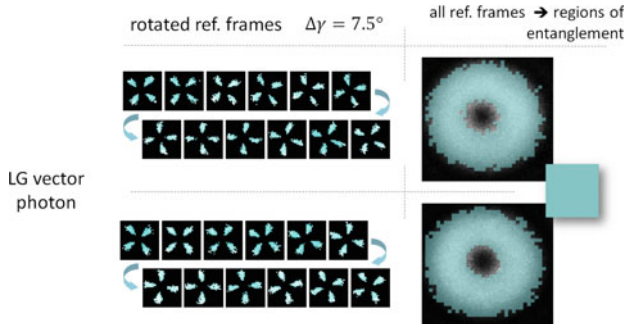 rotated ref. frames Δγ = 7.5°
all ref. frames ➔ regions of
entanglement
LG vector
photon